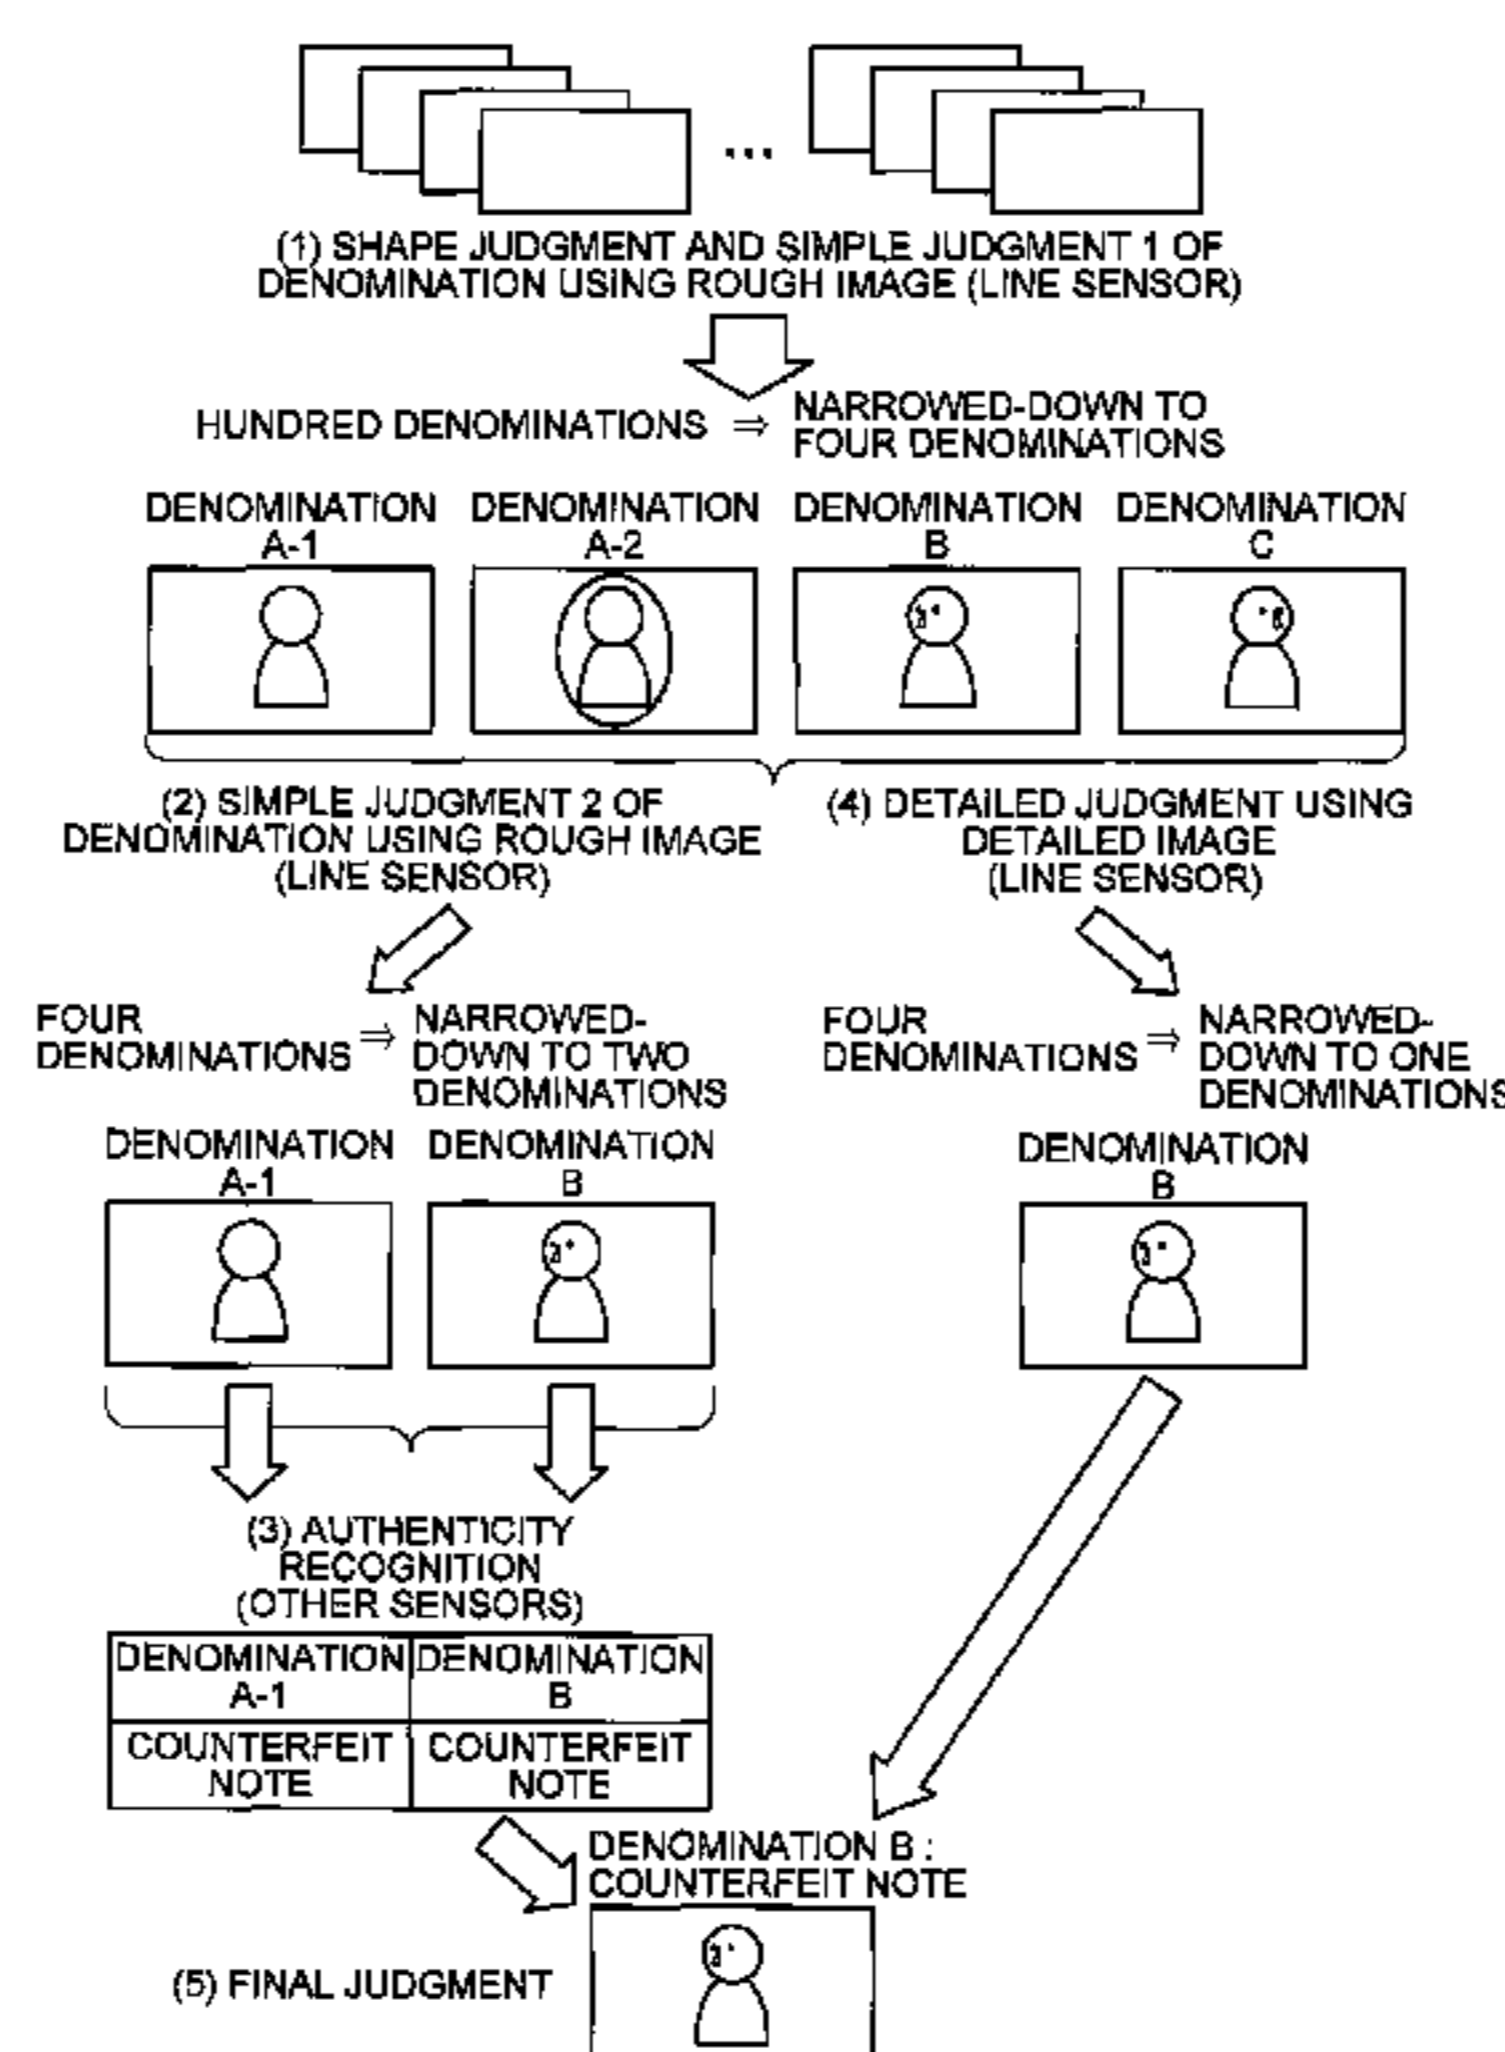 (1) SHAPE JUDGMENT AND SIMPLE JUDGMENT 1 OF
DENOMINATION USING ROUGH IMAGE (LINE SENSOR)
HUNDRED DENOMINATIONS ⇒ NARROWED-DOWN TO
FOUR DENOMINATIONS
DENOMINATION
A-1
DENOMINATION
A-2
DENOMINATION
B
DENOMINATION
C
(2) SIMPLE JUDGMENT 2 OF
DENOMINATION USING ROUGH IMAGE
(LINE SENSOR)
(4) DETAILED JUDGMENT USING
DETAILED IMAGE
(LINE SENSOR)
FOUR
DENOMINATIONS ⇒
NARROWED-
DOWN TO TWO
DENOMINATIONS
FOUR
DENOMINATIONS ⇒
NARROWED-
DOWN TO ONE
DENOMINATIONS
DENOMINATION
A-1
DENOMINATION
B
DENOMINATION
B
(3) AUTHENTICITY
RECOGNITION
(OTHER SENSORS)
DENOMINATION
A-1
DENOMINATION
B
COUNTERFEIT
NOTE
COUNTERFEIT
NOTE
DENOMINATION B :
COUNTERFEIT NOTE
(5) FINAL JUDGMENT